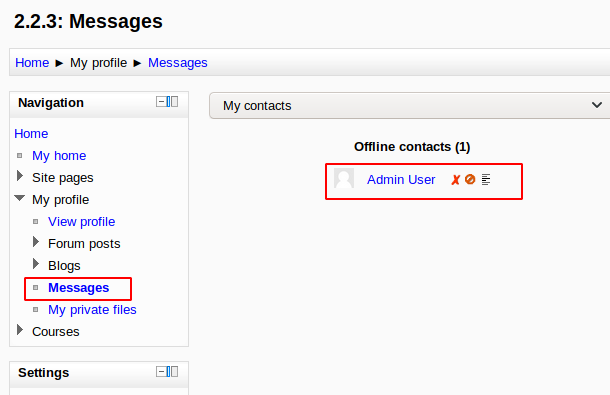 2.2.3: Messages
Home ► My profile ► Messages
Navigation
Home
My home
Site pages
My profile
View profile
Forum posts
Blogs
Messages
My private files
Courses
Settings
My contacts
Offline contacts (1)
Admin User